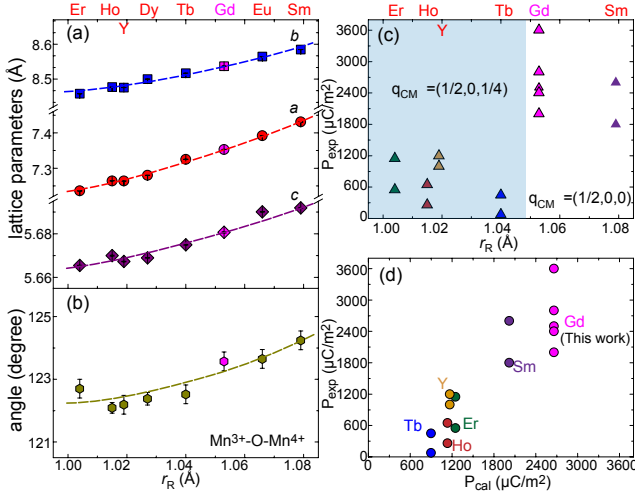 Er Ho Y Dy Tb Gd Eu Sm
(a)
b
8.6
8.5
a
7.4
7.3
c
5.68
5.66
lattice parameters (Å)
(b)
125
123
121
angle (degree)
Mn3+-O-Mn4+
1.00 1.02 1.04 1.06 1.08
rR (Å)
Er Ho Y Tb Gd Sm
(c)
qCM =(1/2,0,1/4)
qCM =(1/2,0,0)
3600
3000
2400
1800
1200
600
0
Pexp (µC/m2)
1.00 1.02 1.04 1.06 1.08
rR (Å)
(d)
3600
3000
2400
1800
1200
600
0
Pexp (µC/m2)
Gd
(This work)
Sm
Y
Tb
Er
Ho
0 600 1200 1800 2400 3000 3600
Pcal (µC/m2)